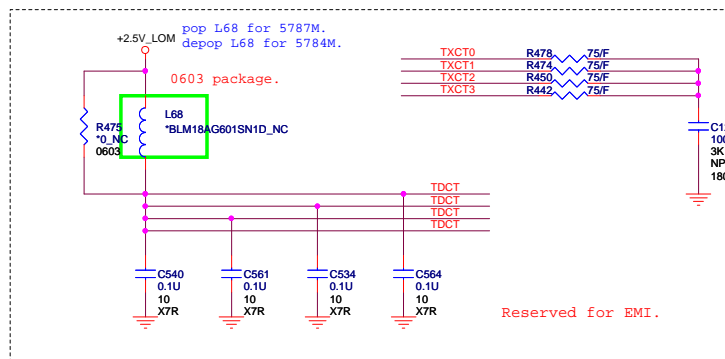 pop L68 for 5787M.
depop L68 for 5784M.
+2.5V_LOM
0603 package.
L68
*BLM18AG601SN1D_NC
R475
*0_NC
0603
TXCT0
TXCT1
TXCT2
TXCT3
R478 75/F
R474 75/F
R450 75/F
R442 75/F
TDCT
TDCT
TDCT
TDCT
C540
0.1U
10
X7R
C561
0.1U
10
X7R
C534
0.1U
10
X7R
C564
0.1U
10
X7R
Reserved for EMI.